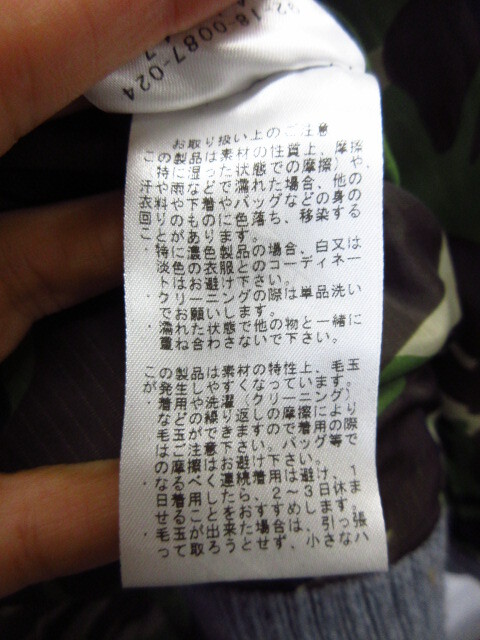 92-18-0087-024
47
お取り扱い上のご注意
この製品は素材の性質上、摩擦
・特に湿った状態での摩擦）や、
汗や雨などで濡れた場合、他の
衣料や下着やバッグなどの身の
回りのものに色落ち、移染する
ことがあります。
・特に濃色製品の場合、白又は
淡色の衣服とのコーディネー
トはお避け下さい。
・クリーニングの際は単品洗い
でお願いします。
・濡れた状態で他の物と一緒に
重ね合わさないで下さい。
この製品は素材の特性上、毛玉
が発生しやすくなっています。
・着用や洗濯（クリーニング）
などの繰り返しの摩擦により
毛玉ができますので着用の際
はご注意下さい。バッグ等で
の摩擦はお避け下さい。
・なるべく連続着用は避け、1
日着用したら、2～3日休ま
せることをおすすめします。
・毛玉が出来た場合は、引っ張
って取ろうとせず、小さなハ